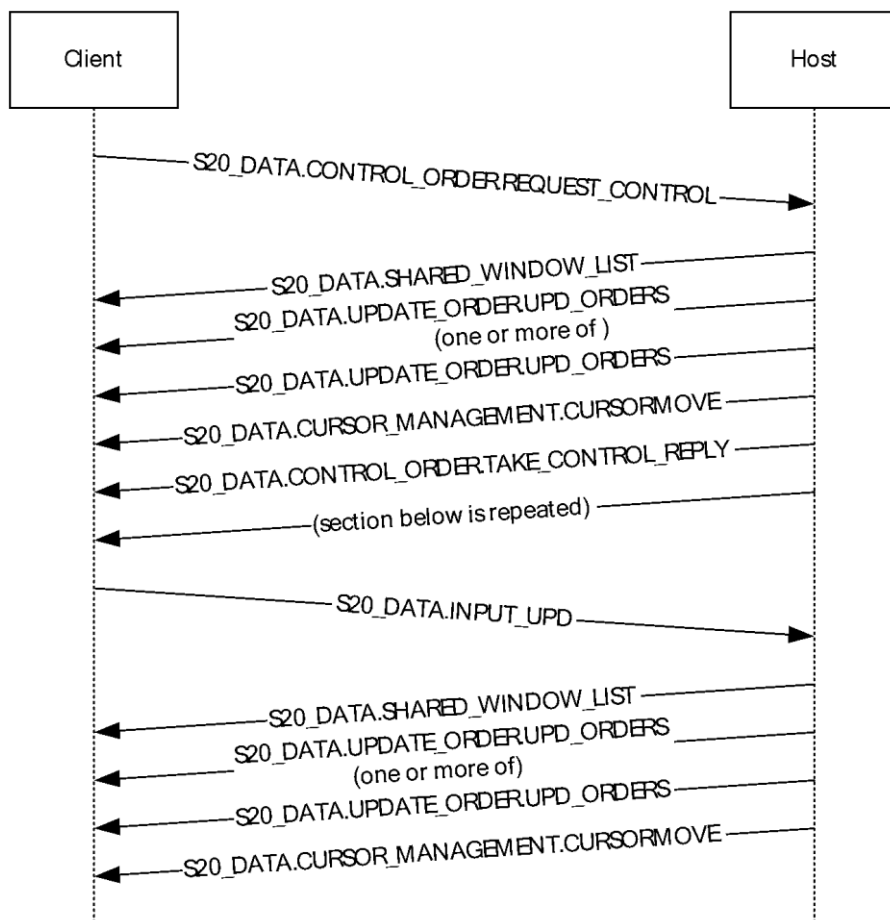 Client
Host
S20_DATA.CONTROL_ORDER.REQUEST_CONTROL
S20_DATA.SHARED_WINDOW_LIST
S20_DATA.UPDATE_ORDER.UPD_ORDERS
(one or more of )
S20_DATA.UPDATE_ORDER.UPD_ORDERS
S20_DATA.CURSOR_MANAGEMENT.CURSORMOVE
S20_DATA.CONTROL_ORDER.TAKE_CONTROL_REPLY
(section below is repeated)
S20_DATA.INPUT_UPD
S20_DATA.SHARED_WINDOW_LIST
S20_DATA.UPDATE_ORDER.UPD_ORDERS
(one or more of)
S20_DATA.UPDATE_ORDER.UPD_ORDERS
S20_DATA.CURSOR_MANAGEMENT.CURSORMOVE